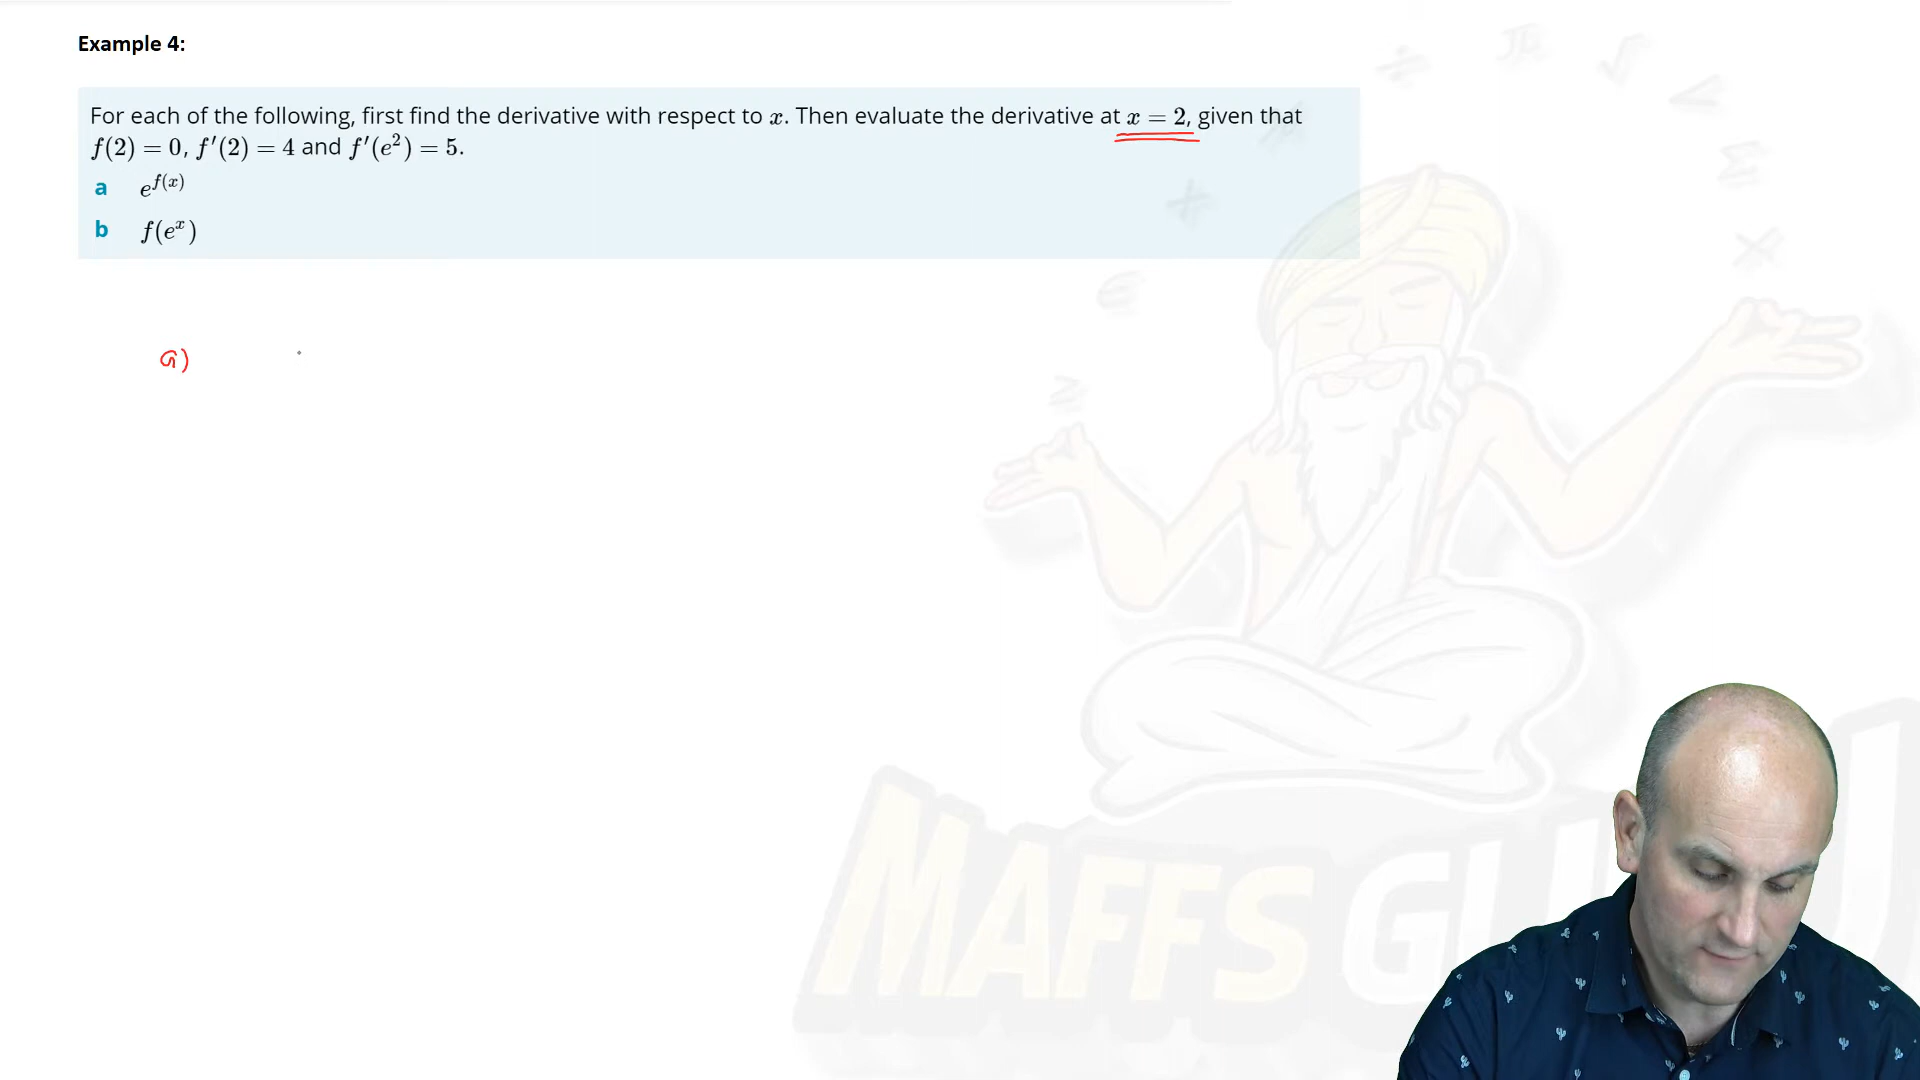 Example 4:
For each of the following, first find the derivative with respect to x. Then evaluate the derivative at x = 2, given that
f(2) = 0, f′(2) = 4 and f′(e²) = 5.
a e^{f(x)}
b f(e^x)
a)
MAFFS GU